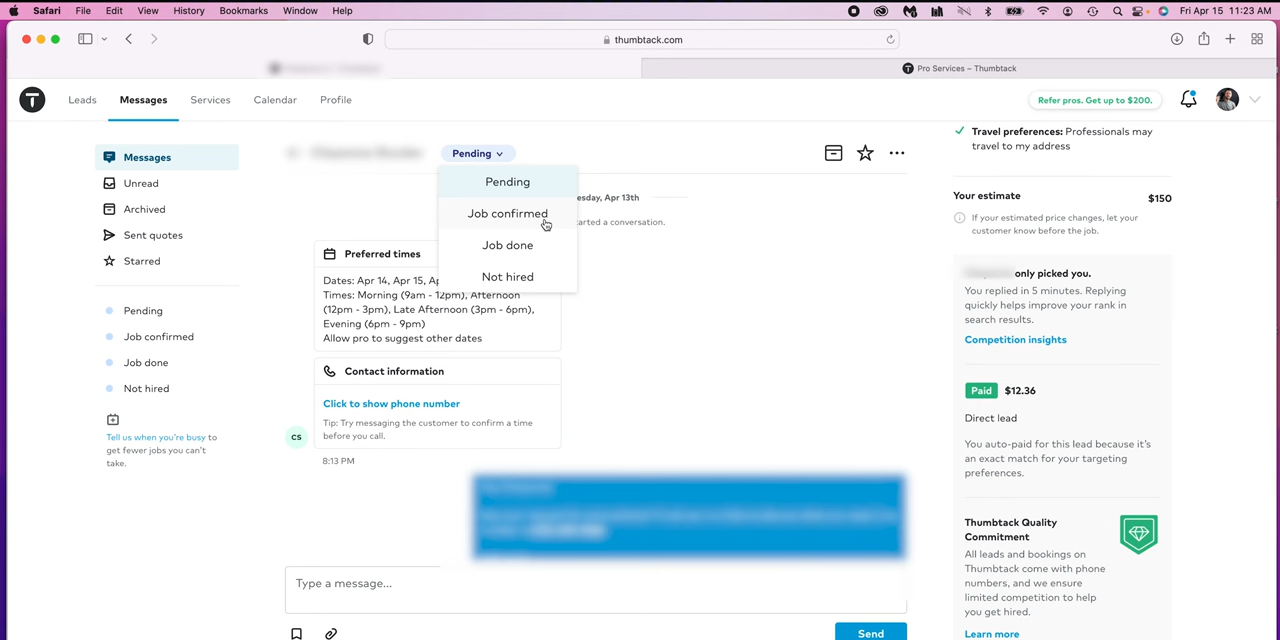 Safari File Edit View History Bookmarks Window Help
Fri Apr 15 11:23 AM
thumbtack.com
Pro Services – Thumbtack
Leads Messages Services Calendar Profile
Refer pros. Get up to $200.
Messages
Unread
Archived
Sent quotes
Starred
Pending
Job confirmed
Job done
Not hired
Tell us when you're busy to
get fewer jobs you can't
take.
Pending
Pending
Job confirmed
Job done
Not hired
esday, Apr 13th
arted a conversation.
Preferred times
Dates: Apr 14, Apr 15, Ap
Times: Morning (9am - 12pm), Afternoon
(12pm - 3pm), Late Afternoon (3pm - 6pm),
Evening (6pm - 9pm)
Allow pro to suggest other dates
Contact information
Click to show phone number
Tip: Try messaging the customer to confirm a time
before you call.
CS
8:13 PM
Type a message...
Send
Travel preferences: Professionals may
travel to my address
Your estimate $150
If your estimated price changes, let your
customer know before the job.
only picked you.
You replied in 5 minutes. Replying
quickly helps improve your rank in
search results.
Competition insights
Paid $12.36
Direct lead
You auto-paid for this lead because it's
an exact match for your targeting
preferences.
Thumbtack Quality
Commitment
All leads and bookings on
Thumbtack come with phone
numbers, and we ensure
limited competition to help
you get hired.
Learn more